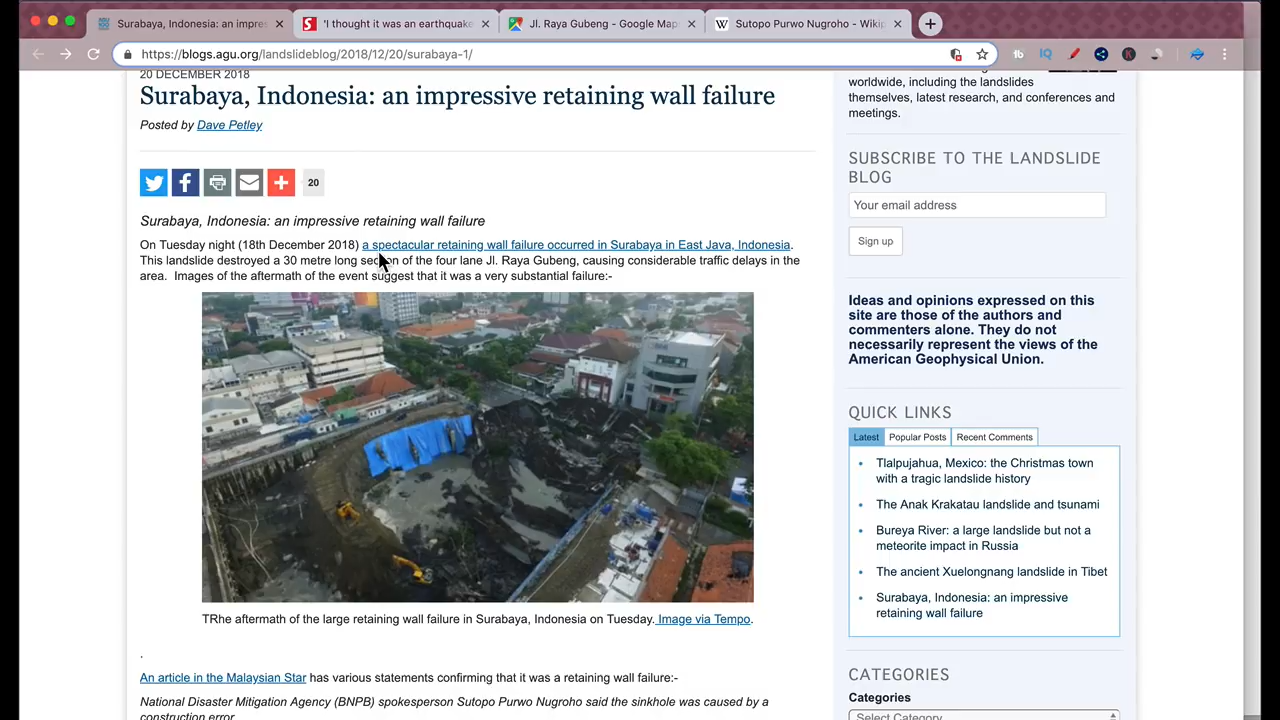 Surabaya, Indonesia: an impres
'I thought it was an earthquake
Jl. Raya Gubeng - Google Map
Sutopo Purwo Nugroho - Wiki
https://blogs.agu.org/landslideblog/2018/12/20/surabaya-1/
20 DECEMBER 2018
Surabaya, Indonesia: an impressive retaining wall failure
Posted by Dave Petley
20
Surabaya, Indonesia: an impressive retaining wall failure
On Tuesday night (18th December 2018) a spectacular retaining wall failure occurred in Surabaya in East Java, Indonesia.
This landslide destroyed a 30 metre long section of the four lane Jl. Raya Gubeng, causing considerable traffic delays in the
area. Images of the aftermath of the event suggest that it was a very substantial failure:-
TRhe aftermath of the large retaining wall failure in Surabaya, Indonesia on Tuesday. Image via Tempo.
.
An article in the Malaysian Star has various statements confirming that it was a retaining wall failure:-
National Disaster Mitigation Agency (BNPB) spokesperson Sutopo Purwo Nugroho said the sinkhole was caused by a
construction error
worldwide, including the landslides
themselves, latest research, and conferences and
meetings.
SUBSCRIBE TO THE LANDSLIDE
BLOG
Your email address
Sign up
Ideas and opinions expressed on this
site are those of the authors and
commenters alone. They do not
necessarily represent the views of the
American Geophysical Union.
QUICK LINKS
Latest Popular Posts Recent Comments
Tlalpujahua, Mexico: the Christmas town
with a tragic landslide history
The Anak Krakatau landslide and tsunami
Bureya River: a large landslide but not a
meteorite impact in Russia
The ancient Xuelongnang landslide in Tibet
Surabaya, Indonesia: an impressive
retaining wall failure
CATEGORIES
Categories
Select Category